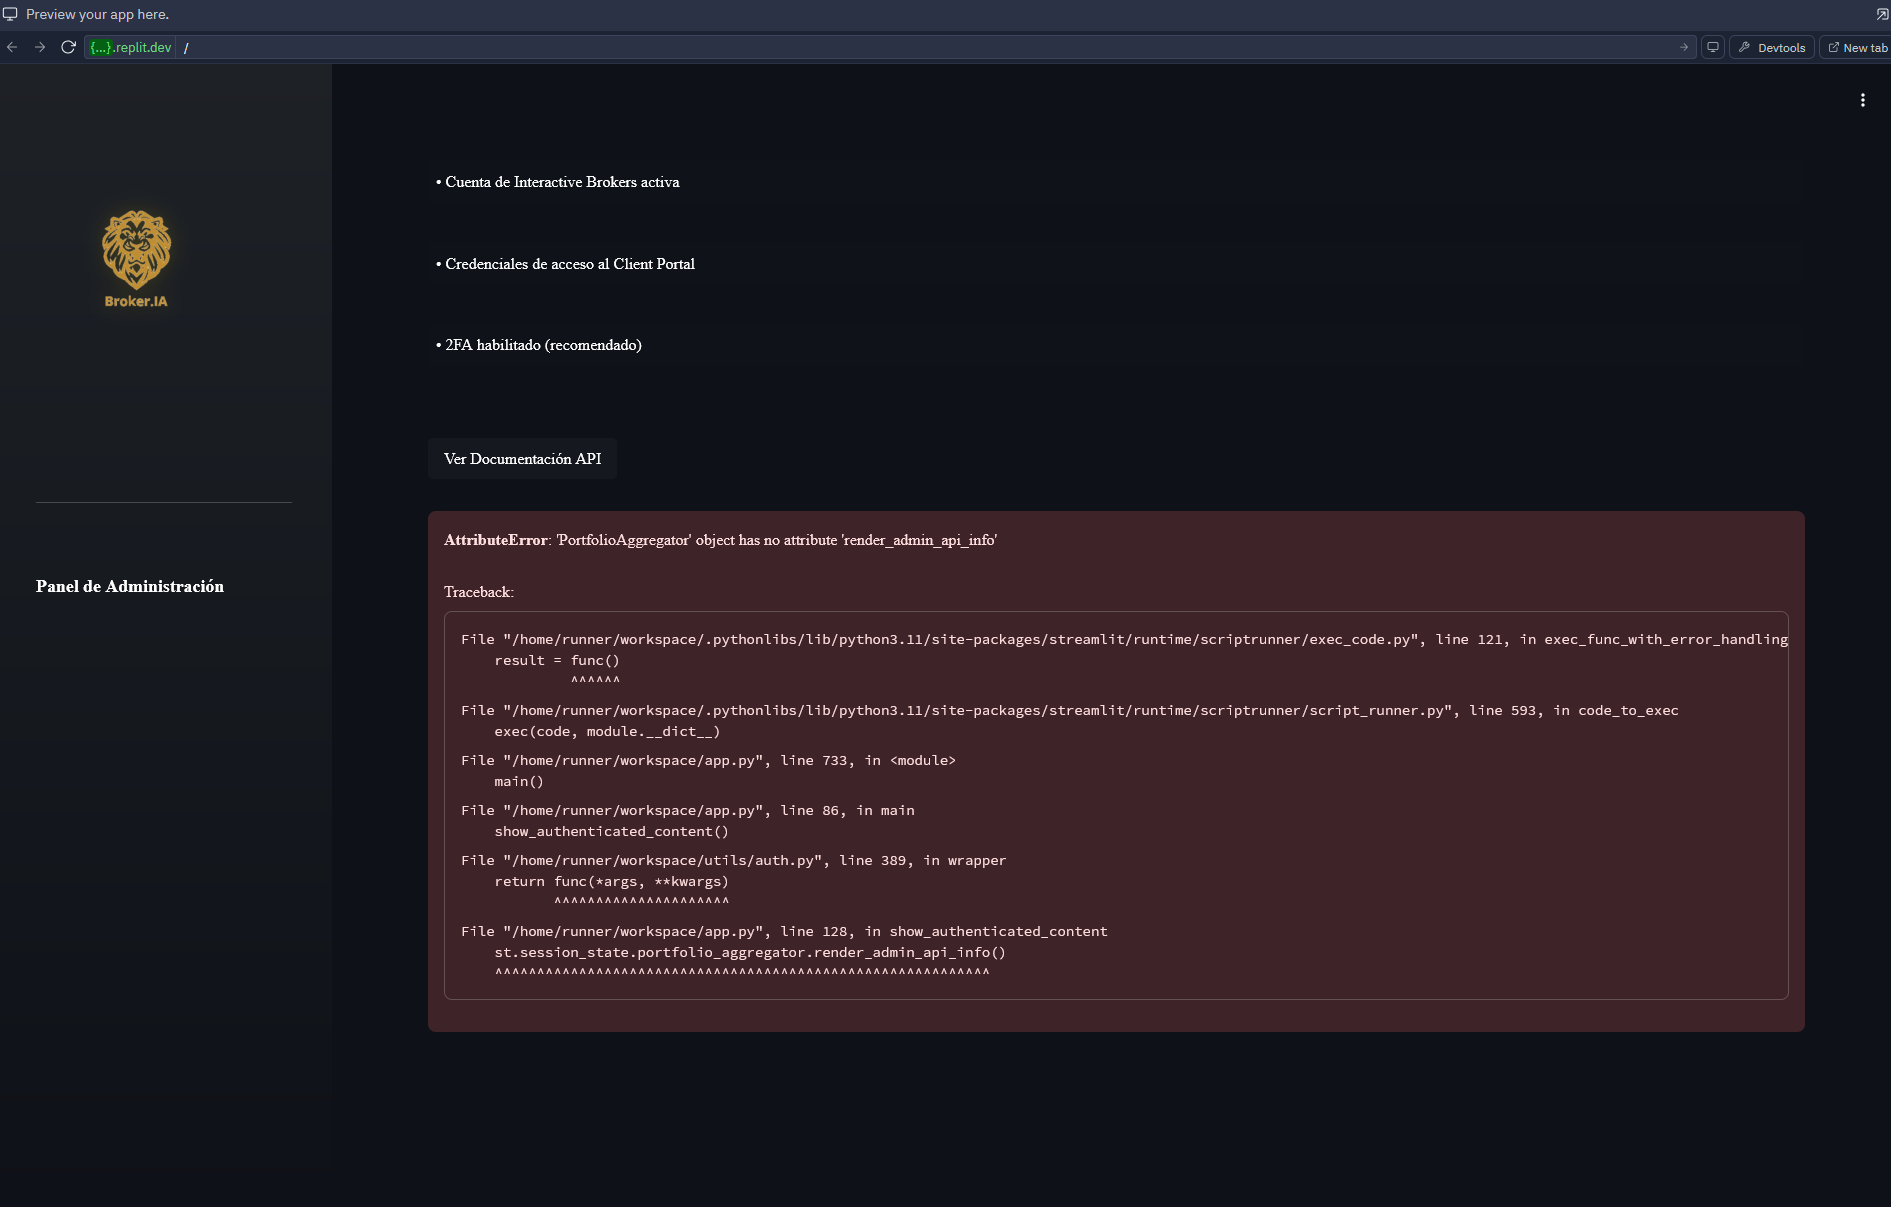 Preview your app here.
{...}.replit.dev /
Devtools
New tab
Broker.IA
Panel de Administración
• Cuenta de Interactive Brokers activa
• Credenciales de acceso al Client Portal
• 2FA habilitado (recomendado)
Ver Documentación API
AttributeError: 'PortfolioAggregator' object has no attribute 'render_admin_api_info'
Traceback:
File "/home/runner/workspace/.pythonlibs/lib/python3.11/site-packages/streamlit/runtime/scriptrunner/exec_code.py", line 121, in exec_func_with_error_handling
    result = func()
             ^^^^^^
File "/home/runner/workspace/.pythonlibs/lib/python3.11/site-packages/streamlit/runtime/scriptrunner/script_runner.py", line 593, in code_to_exec
    exec(code, module.__dict__)
File "/home/runner/workspace/app.py", line 733, in <module>
    main()
File "/home/runner/workspace/app.py", line 86, in main
    show_authenticated_content()
File "/home/runner/workspace/utils/auth.py", line 389, in wrapper
    return func(*args, **kwargs)
           ^^^^^^^^^^^^^^^^^^^^^
File "/home/runner/workspace/app.py", line 128, in show_authenticated_content
    st.session_state.portfolio_aggregator.render_admin_api_info()
    ^^^^^^^^^^^^^^^^^^^^^^^^^^^^^^^^^^^^^^^^^^^^^^^^^^^^^^^^^^^